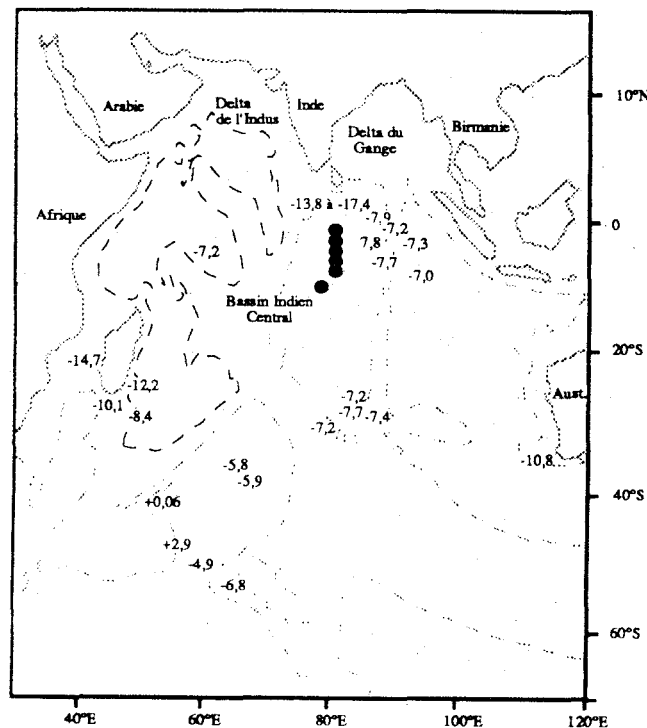 10°N
Arabie
Delta
de l'Indus
Inde
Delta du
Gange
Birmanie
Afrique
-13,8 à -17,4
-7,9
-7,2
0
7,8
-7,3
-7,2
-7,7
-7,0
Bassin Indien
Central
20°S
-14,7
-12,2
-10,1
-8,4
-7,2
-7,7
-7,4
-7,2
Aust.
-10,8
-5,8
-5,9
40°S
+0,06
+2,9
-4,9
-6,8
60°S
40°E
60°E
80°E
100°E
120°E